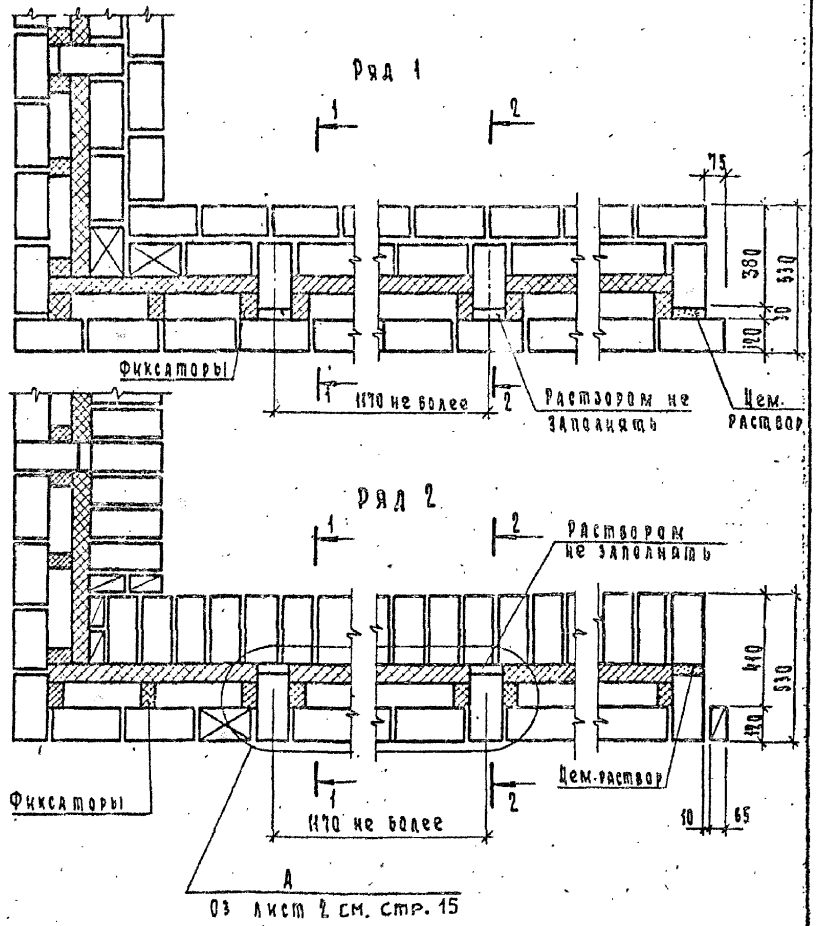 Ряд 1
1 2
75
380
530
30
120
Фиксаторы
1 2
1170 не более
Раствором не
заполнять
Цем.
раствор
Ряд 2
1 2
Раствором
не заполнять
410
530
120
Фиксаторы
1 2
1170 не более
Цем. раствор
10 65
А
03 лист 2 см. стр. 15